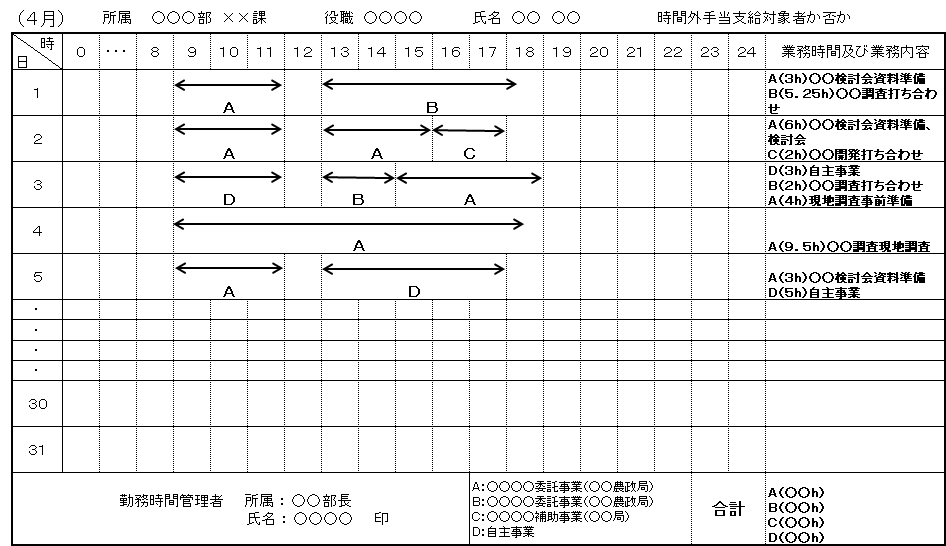 (4月) 所属 〇〇〇部 ××課 役職 〇〇〇〇 氏名 〇〇 〇〇 時間外手当支給対象者か否か
時
日
0 ･･･ 8 9 10 11 12 13 14 15 16 17 18 19 20 21 22 23 24 業務時間及び業務内容
1
A B
A(3h)〇〇検討会資料準備
B(5.25h)〇〇調査打ち合わ
せ
2
A A C
A(6h)〇〇検討会資料準備、
検討会
C(2h)〇〇開発打ち合わせ
3
D B A
D(3h)自主事業
B(2h)〇〇調査打ち合わせ
A(4h)現地調査事前準備
4
A
A(9.5h)〇〇調査現地調査
5
A D
A(3h)〇〇検討会資料準備
D(5h)自主事業
・
・
・
・
30
31
勤務時間管理者 所属：〇〇部長
氏名：〇〇〇〇 印
A:〇〇〇〇委託事業(〇〇農政局)
B:〇〇〇〇委託事業(〇〇農政局)
C:〇〇〇〇補助事業(〇〇局)
D:自主事業
合計
A(〇〇h)
B(〇〇h)
C(〇〇h)
D(〇〇h)